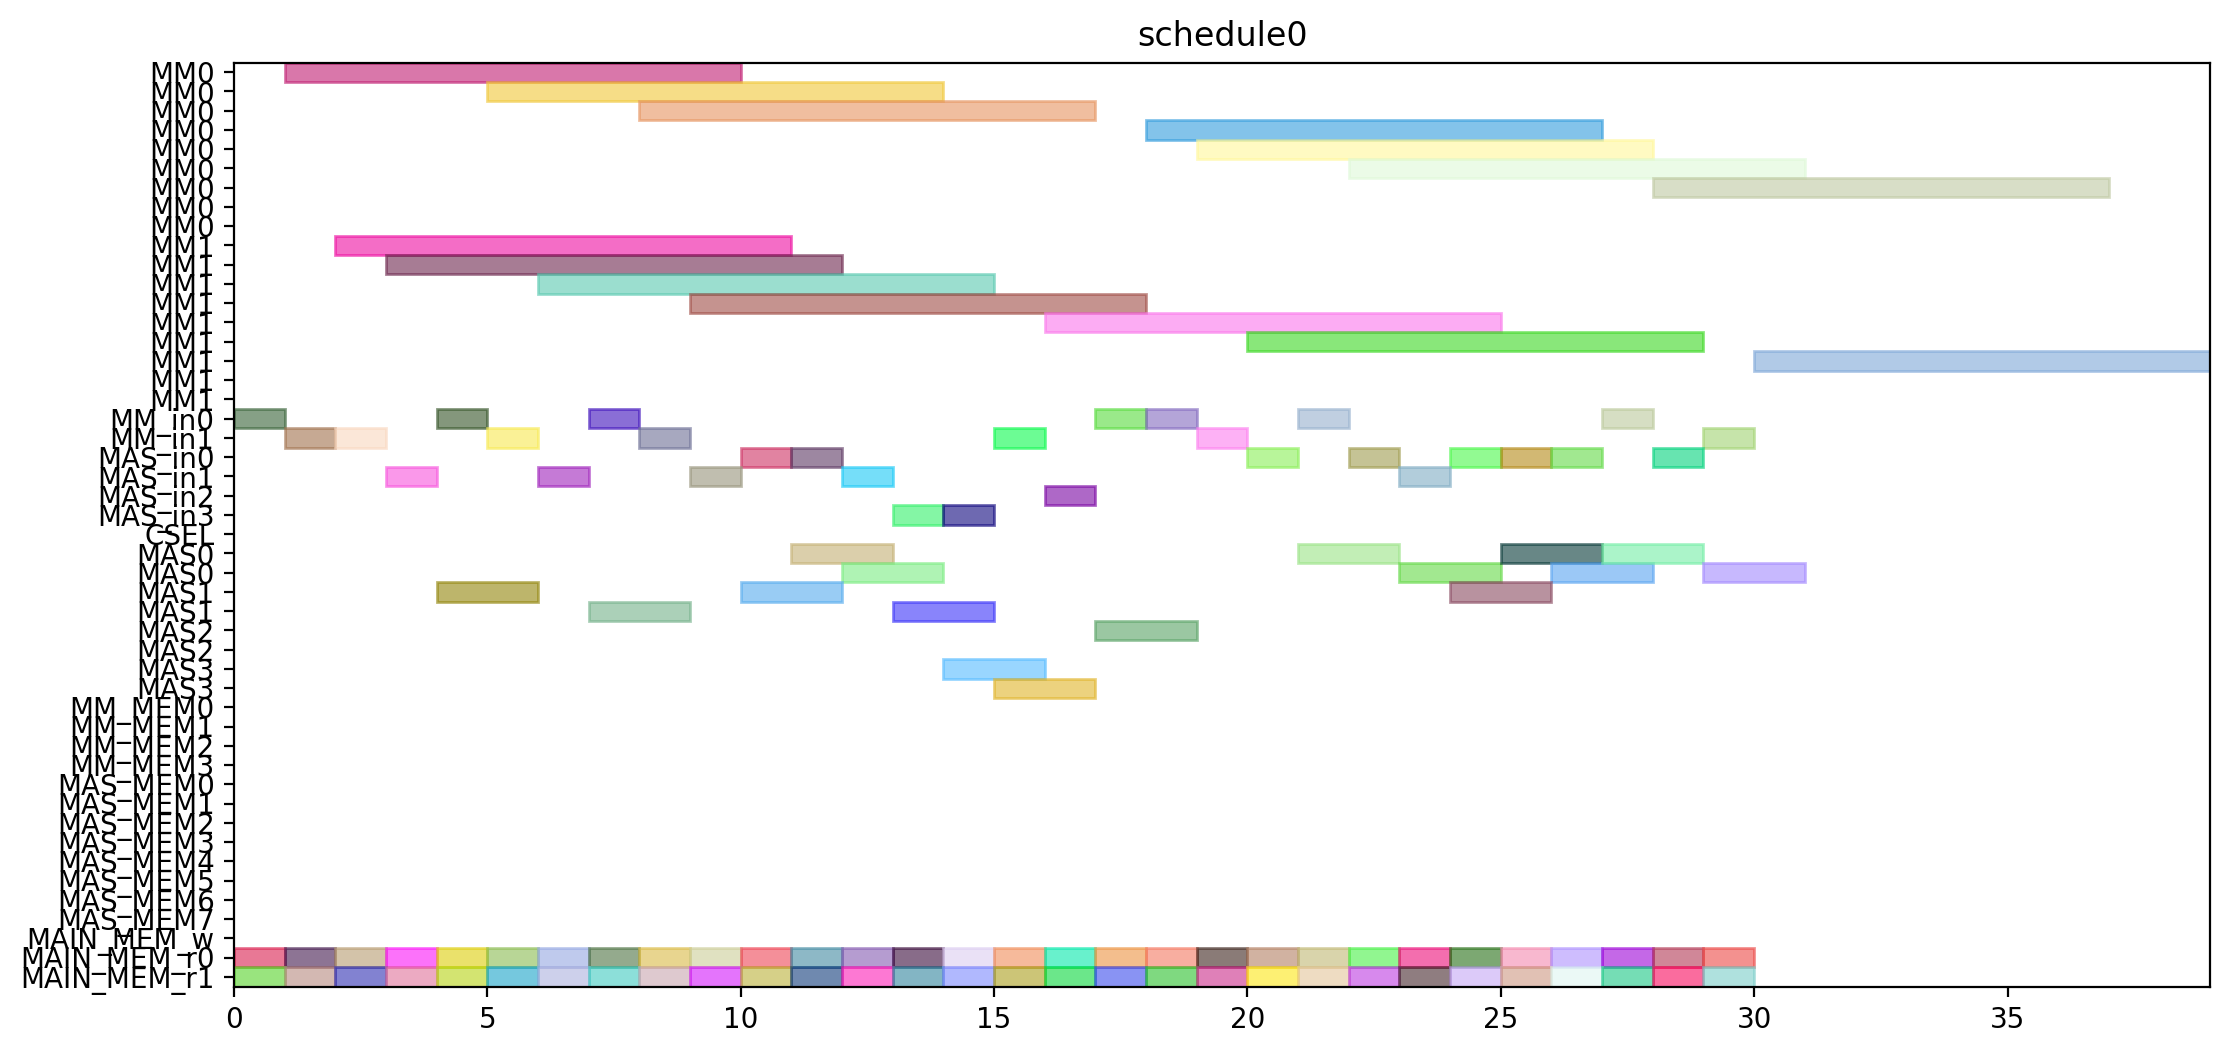 schedule0
MM0
MM0
MM0
MM0
MM0
MM0
MM0
MM0
MM0
MM1
MM1
MM1
MM1
MM1
MM1
MM1
MM1
MM1
MM_in0
MM_in1
MAS_in0
MAS_in1
MAS_in2
MAS_in3
CSEL
MAS0
MAS0
MAS1
MAS1
MAS2
MAS2
MAS3
MAS3
MM_MEM0
MM_MEM1
MM_MEM2
MM_MEM3
MAS_MEM0
MAS_MEM1
MAS_MEM2
MAS_MEM3
MAS_MEM4
MAS_MEM5
MAS_MEM6
MAS_MEM7
MAIN_MEM_w
MAIN_MEM_r0
MAIN_MEM_r1
0 5 10 15 20 25 30 35